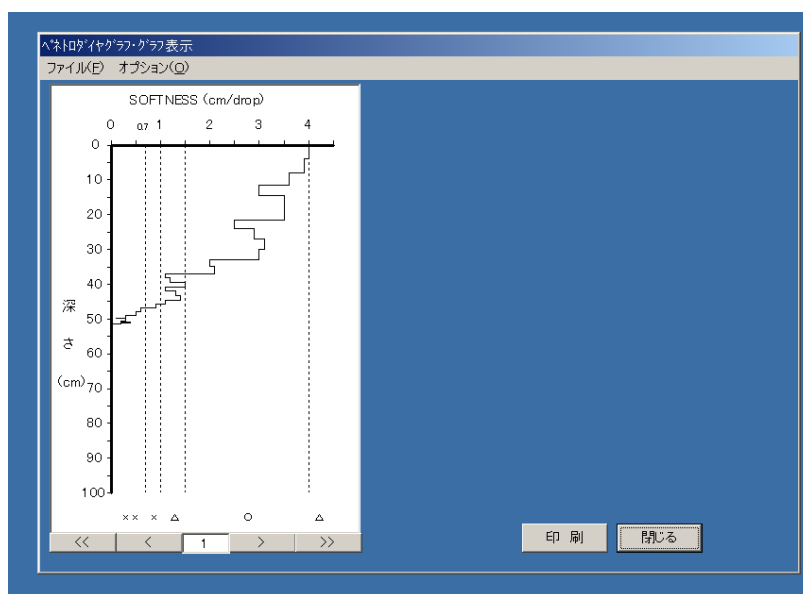 ペネトロダイヤグラフ・グラフ表示
ファイル(F) オプション(O)
SOFTNESS (cm/drop)
0 0.7 1 2 3 4
0
10
20
30
40
50
60
70
80
90
100
深さ
(cm)
×× × △ ○ △
<< < 1 > >>
印 刷 閉じる